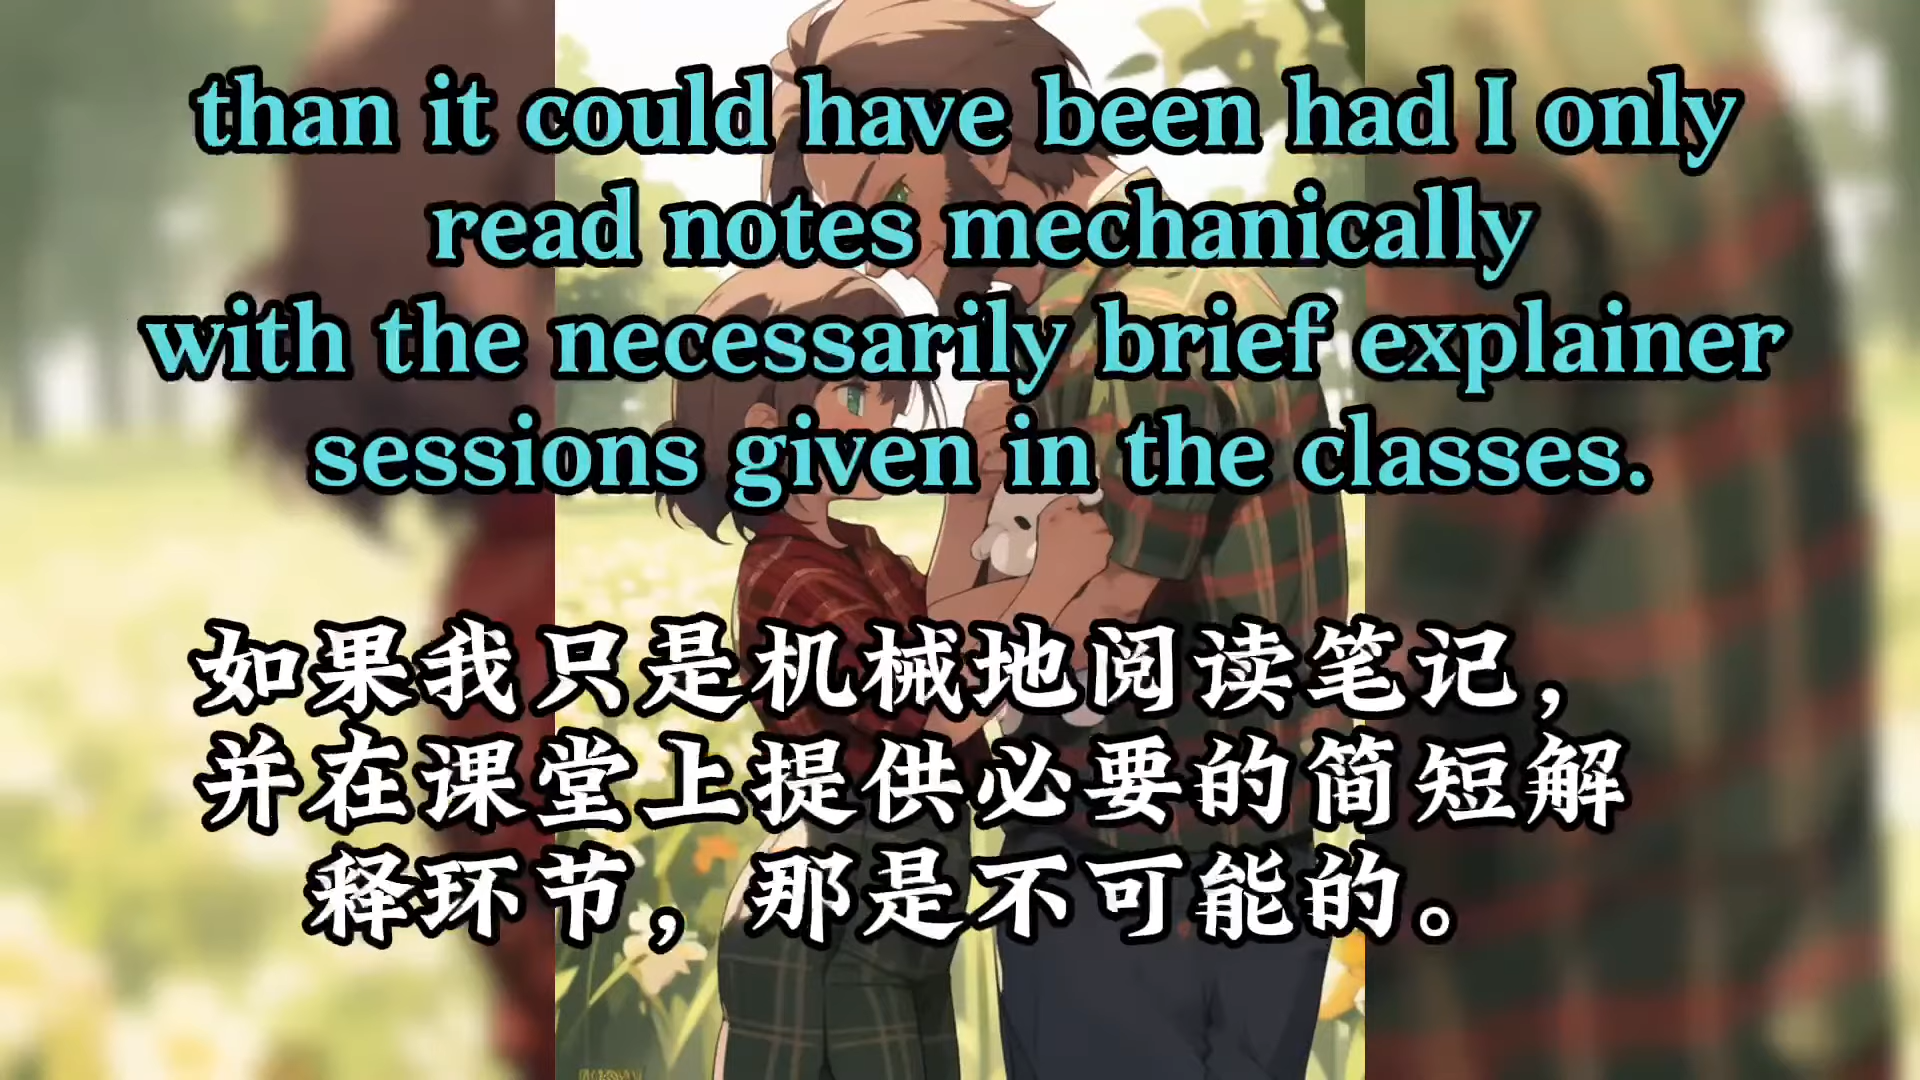 than it could have been had I only
read notes mechanically
with the necessarily brief explainer
sessions given in the classes.
如果我只是机械地阅读笔记，
并在课堂上提供必要的简短解
释环节，那是不可能的。